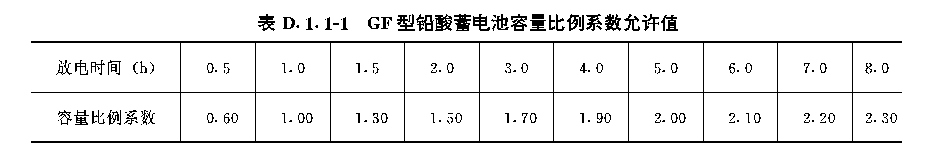 表 D.1.1-1 GF 型铅酸蓄电池容量比例系数允许值
放电时间（h） 0.5 1.0 1.5 2.0 3.0 4.0 5.0 6.0 7.0 8.0
容量比例系数 0.60 1.00 1.30 1.50 1.70 1.90 2.00 2.10 2.20 2.30